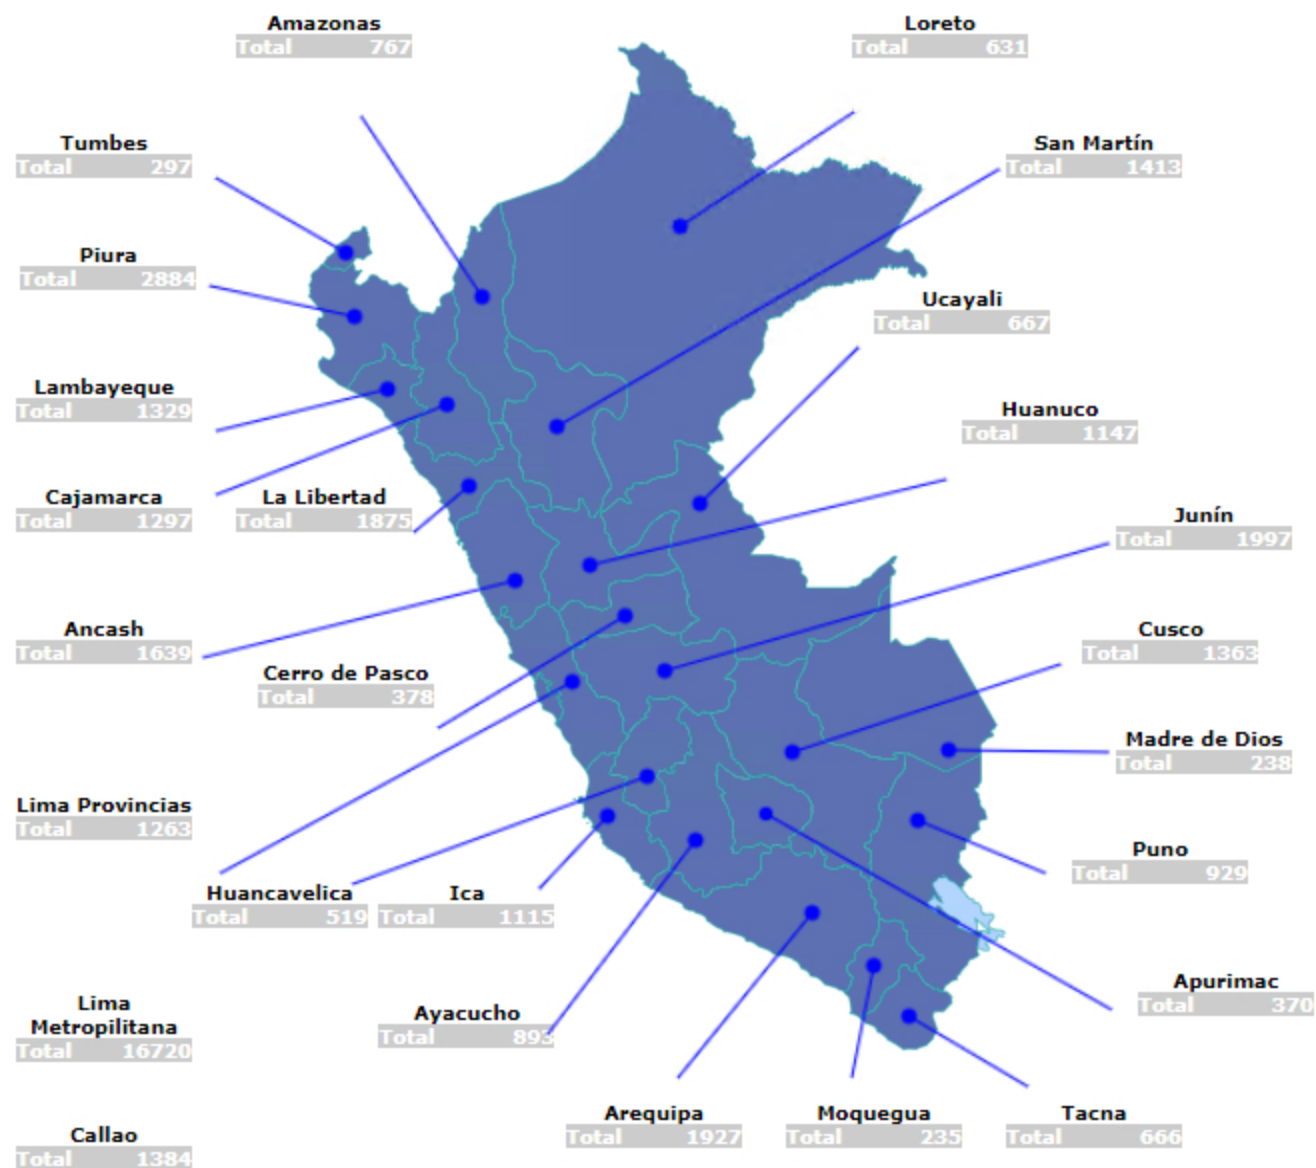 Amazonas
Total 767
Loreto
Total 631
Tumbes
Total 297
San Martín
Total 1413
Piura
Total 2884
Ucayali
Total 667
Lambayeque
Total 1329
Huanuco
Total 1147
Cajamarca
Total 1297
La Libertad
Total 1875
Junín
Total 1997
Ancash
Total 1639
Cusco
Total 1363
Cerro de Pasco
Total 378
Madre de Dios
Total 238
Lima Provincias
Total 1263
Puno
Total 929
Huancavelica
Total 519
Ica
Total 1115
Apurimac
Total 370
Lima
Metropilitana
Total 16720
Ayacucho
Total 893
Arequipa
Total 1927
Moquegua
Total 235
Tacna
Total 666
Callao
Total 1384